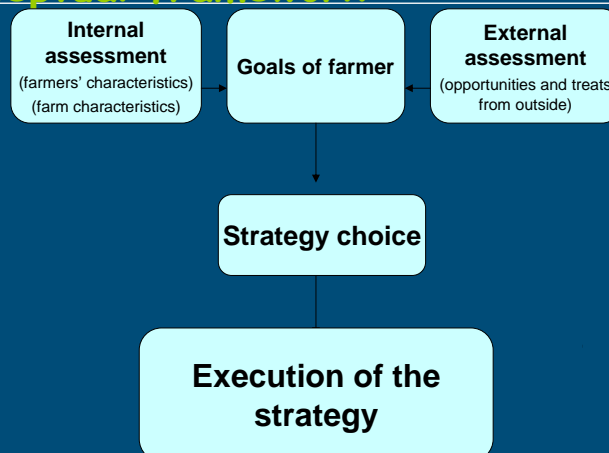 Internal
assessment
(farmers' characteristics)
(farm characteristics)
Goals of farmer
External
assessment
(opportunities and treats
from outside)
Strategy choice
Execution of the
strategy